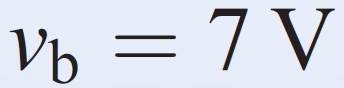 v_b = 7 V